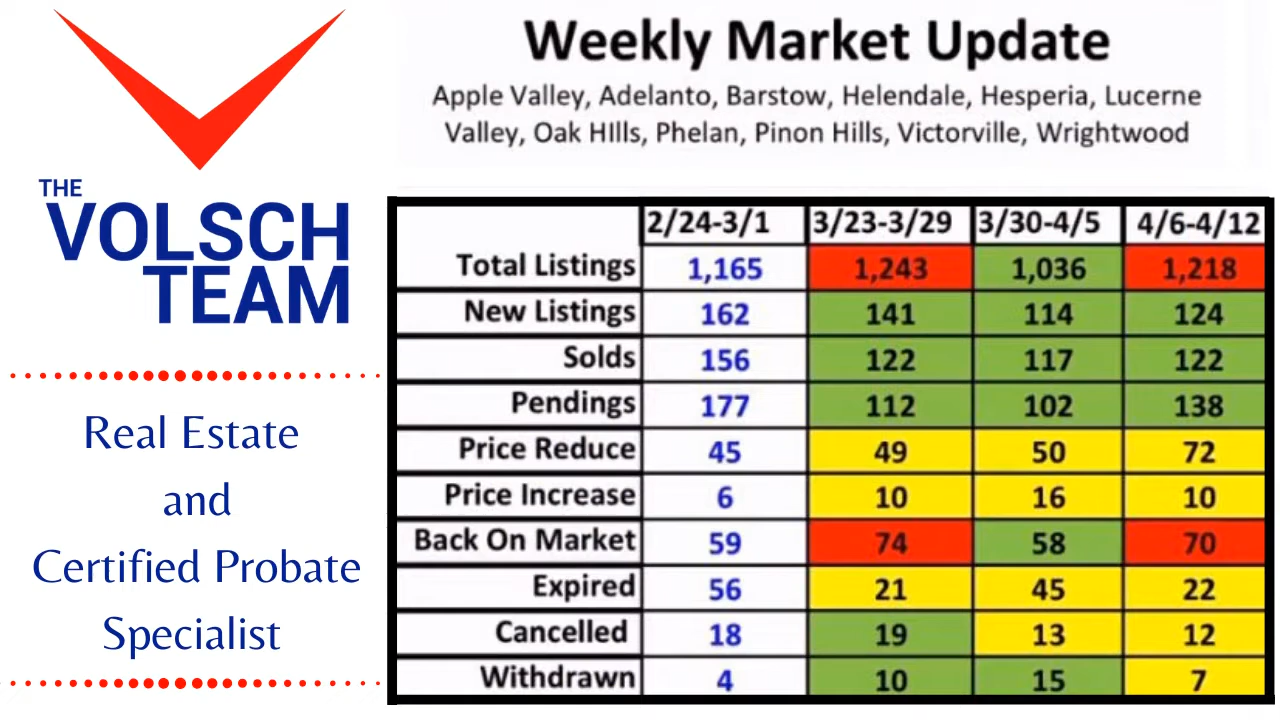 THE
VOLSCH
TEAM
Real Estate
and
Certified Probate
Specialist
Weekly Market Update
Apple Valley, Adelanto, Barstow, Helendale, Hesperia, Lucerne
Valley, Oak HIlls, Phelan, Pinon Hills, Victorville, Wrightwood
2/24-3/1 3/23-3/29 3/30-4/5 4/6-4/12
Total Listings 1,165 1,243 1,036 1,218
New Listings 162 141 114 124
Solds 156 122 117 122
Pendings 177 112 102 138
Price Reduce 45 49 50 72
Price Increase 6 10 16 10
Back On Market 59 74 58 70
Expired 56 21 45 22
Cancelled 18 19 13 12
Withdrawn 4 10 15 7